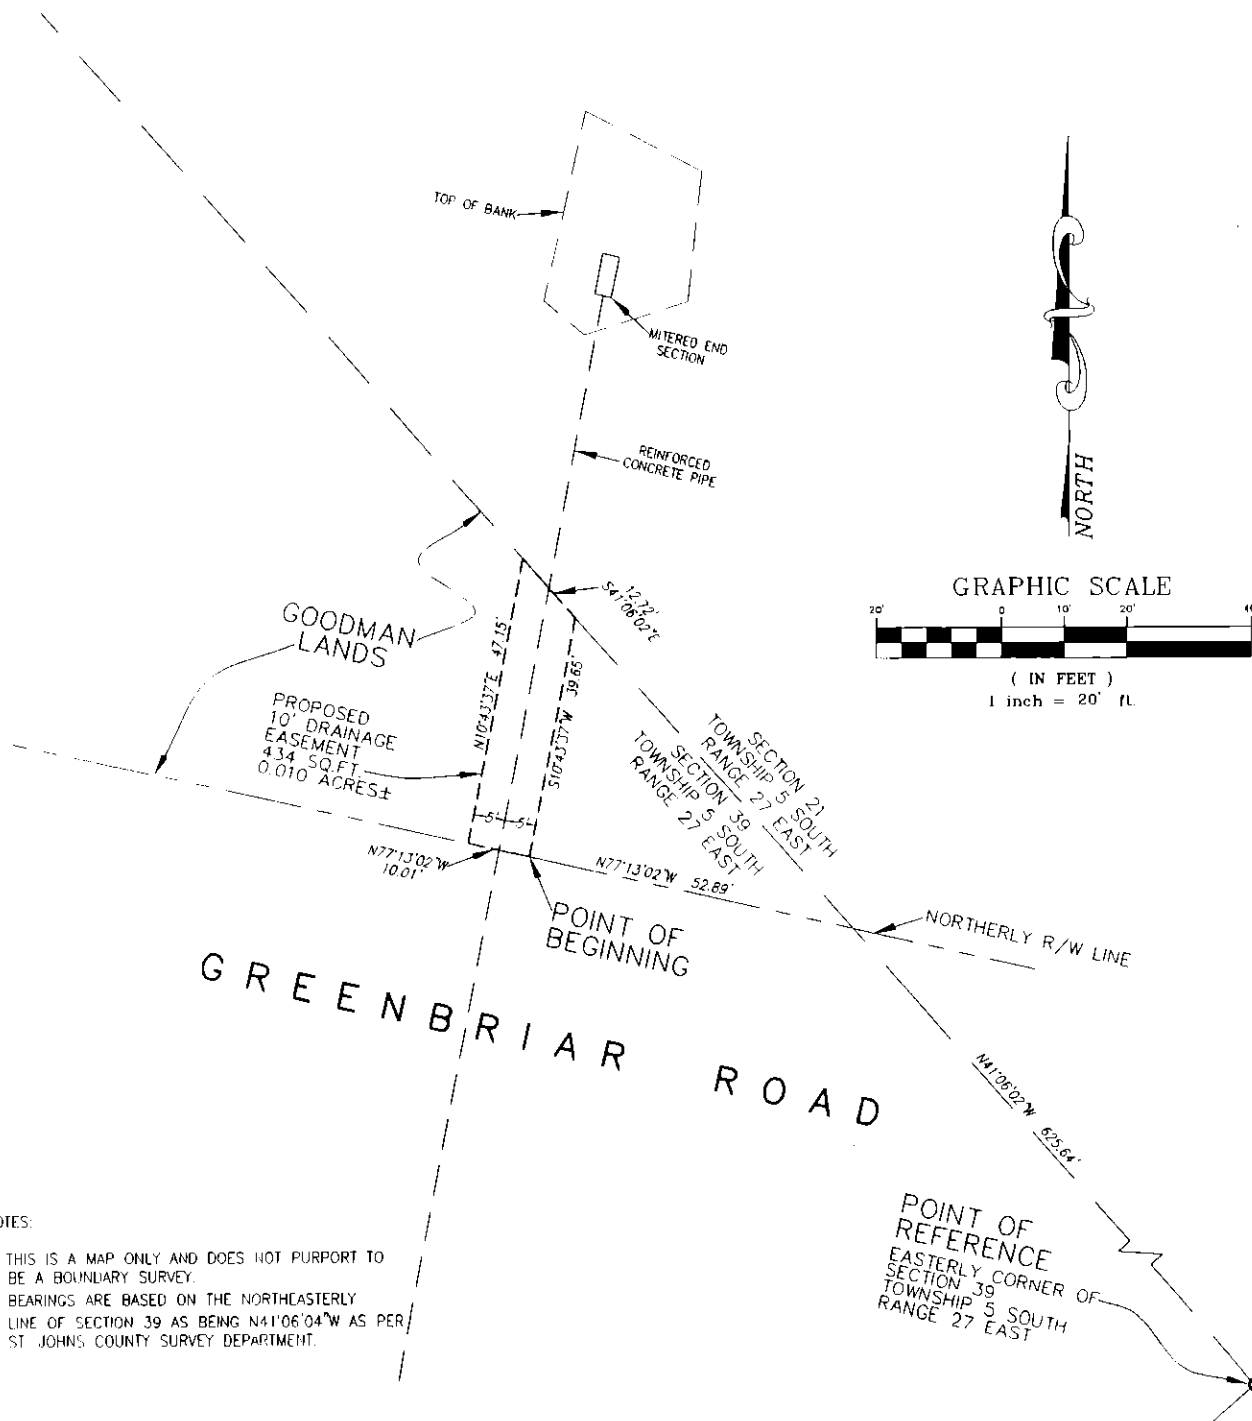 TOP OF BANK
MITERED END
SECTION
REINFORCED
CONCRETE PIPE
NORTH
GRAPHIC SCALE
20' 0 10' 20' 40
( IN FEET )
1 inch = 20' ft.
12.72'
S41°06'02"E
GOODMAN
LANDS
N10°43'37"E 47.15'
S10°43'37"W 39.65'
PROPOSED
10' DRAINAGE
EASEMENT
434 SQ.FT.
0.010 ACRES±
5' 5'
SECTION 21
TOWNSHIP 5 SOUTH
RANGE 27 EAST
SECTION 39
TOWNSHIP 5 SOUTH
RANGE 27 EAST
N77°13'02"W
10.01'
N77°13'02"W 52.89'
POINT OF
BEGINNING
NORTHERLY R/W LINE
GREENBRIAR ROAD
N41°06'02"W 625.64'
POINT OF
REFERENCE
EASTERLY CORNER OF
SECTION 39
TOWNSHIP 5 SOUTH
RANGE 27 EAST
OTES:
THIS IS A MAP ONLY AND DOES NOT PURPORT TO
BE A BOUNDARY SURVEY.
BEARINGS ARE BASED ON THE NORTHEASTERLY
LINE OF SECTION 39 AS BEING N41°06'04"W AS PER
ST JOHNS COUNTY SURVEY DEPARTMENT.